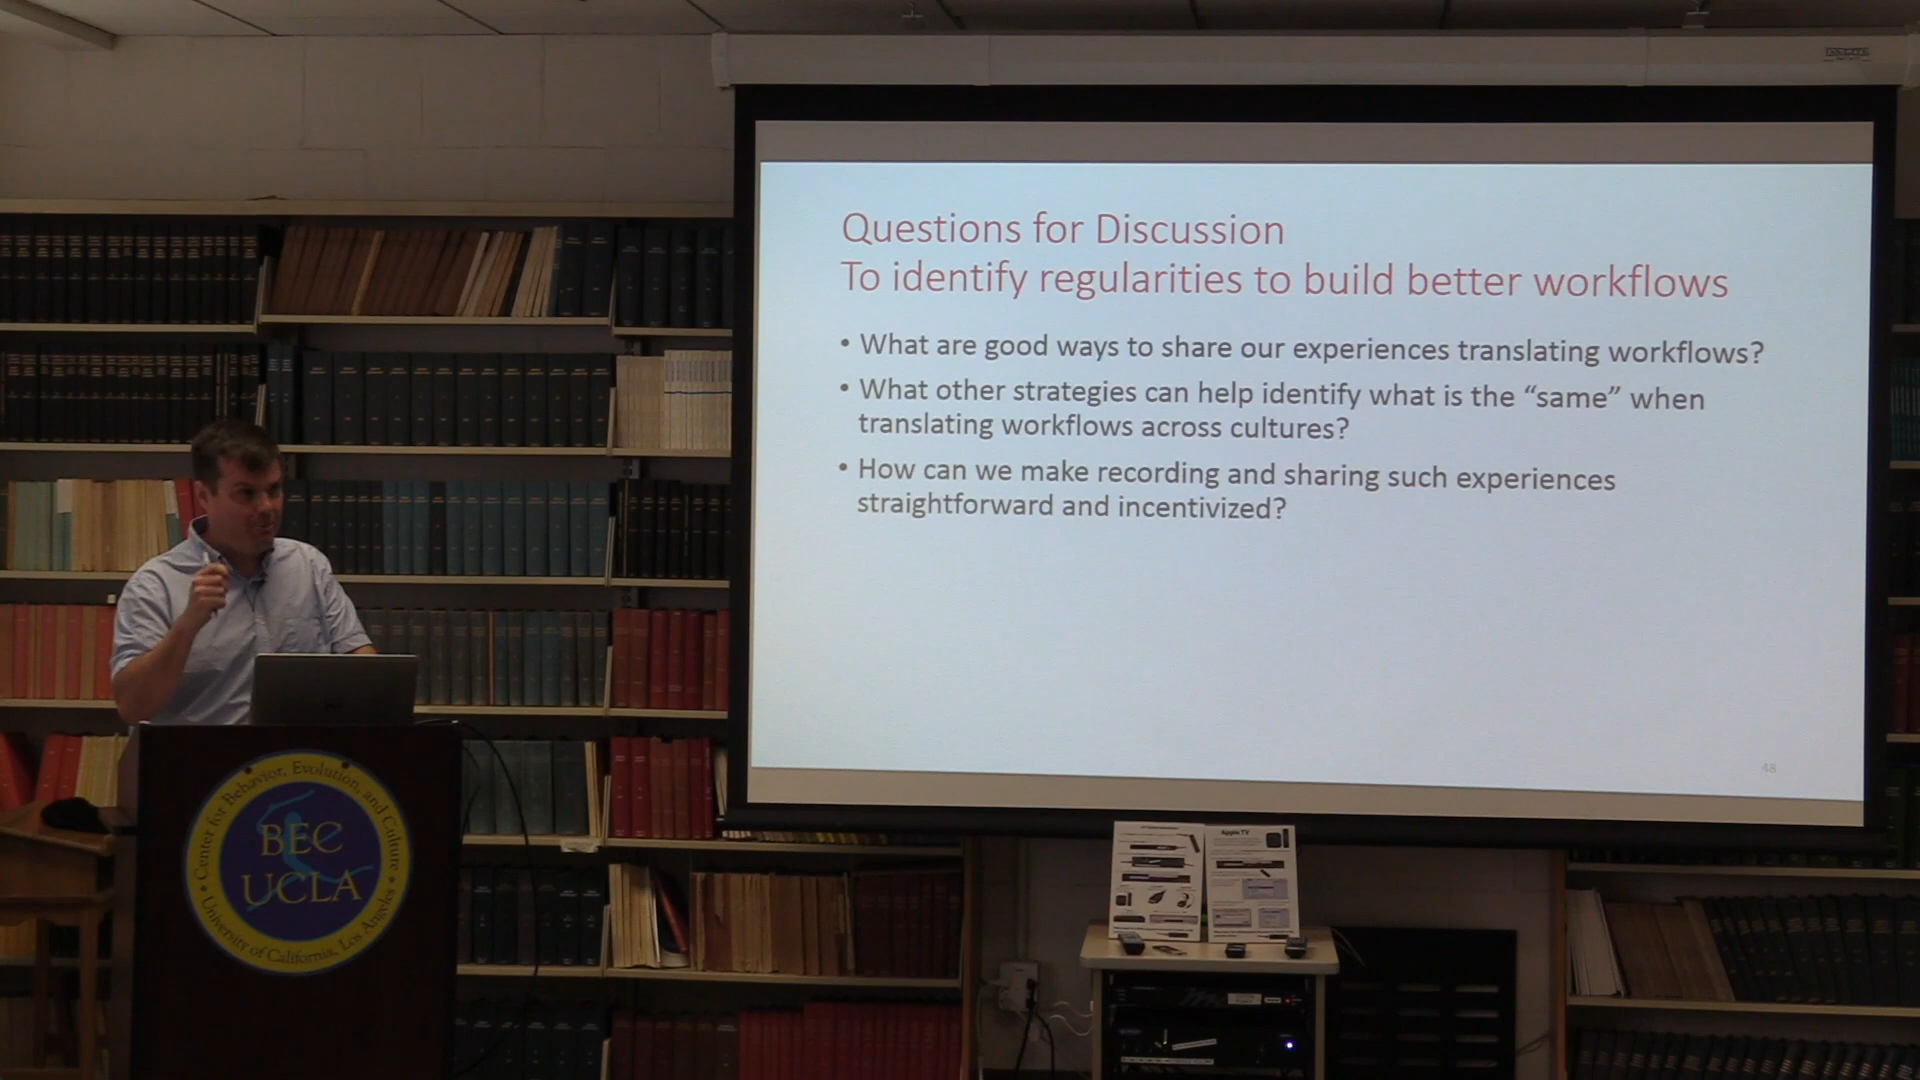 Questions for Discussion
To identify regularities to build better workflows
• What are good ways to share our experiences translating workflows?
• What other strategies can help identify what is the “same” when
translating workflows across cultures?
• How can we make recording and sharing such experiences
straightforward and incentivized?
48
Center for Behavior, Evolution, and Culture
BEC
UCLA
University of California, Los Angeles
Apple TV